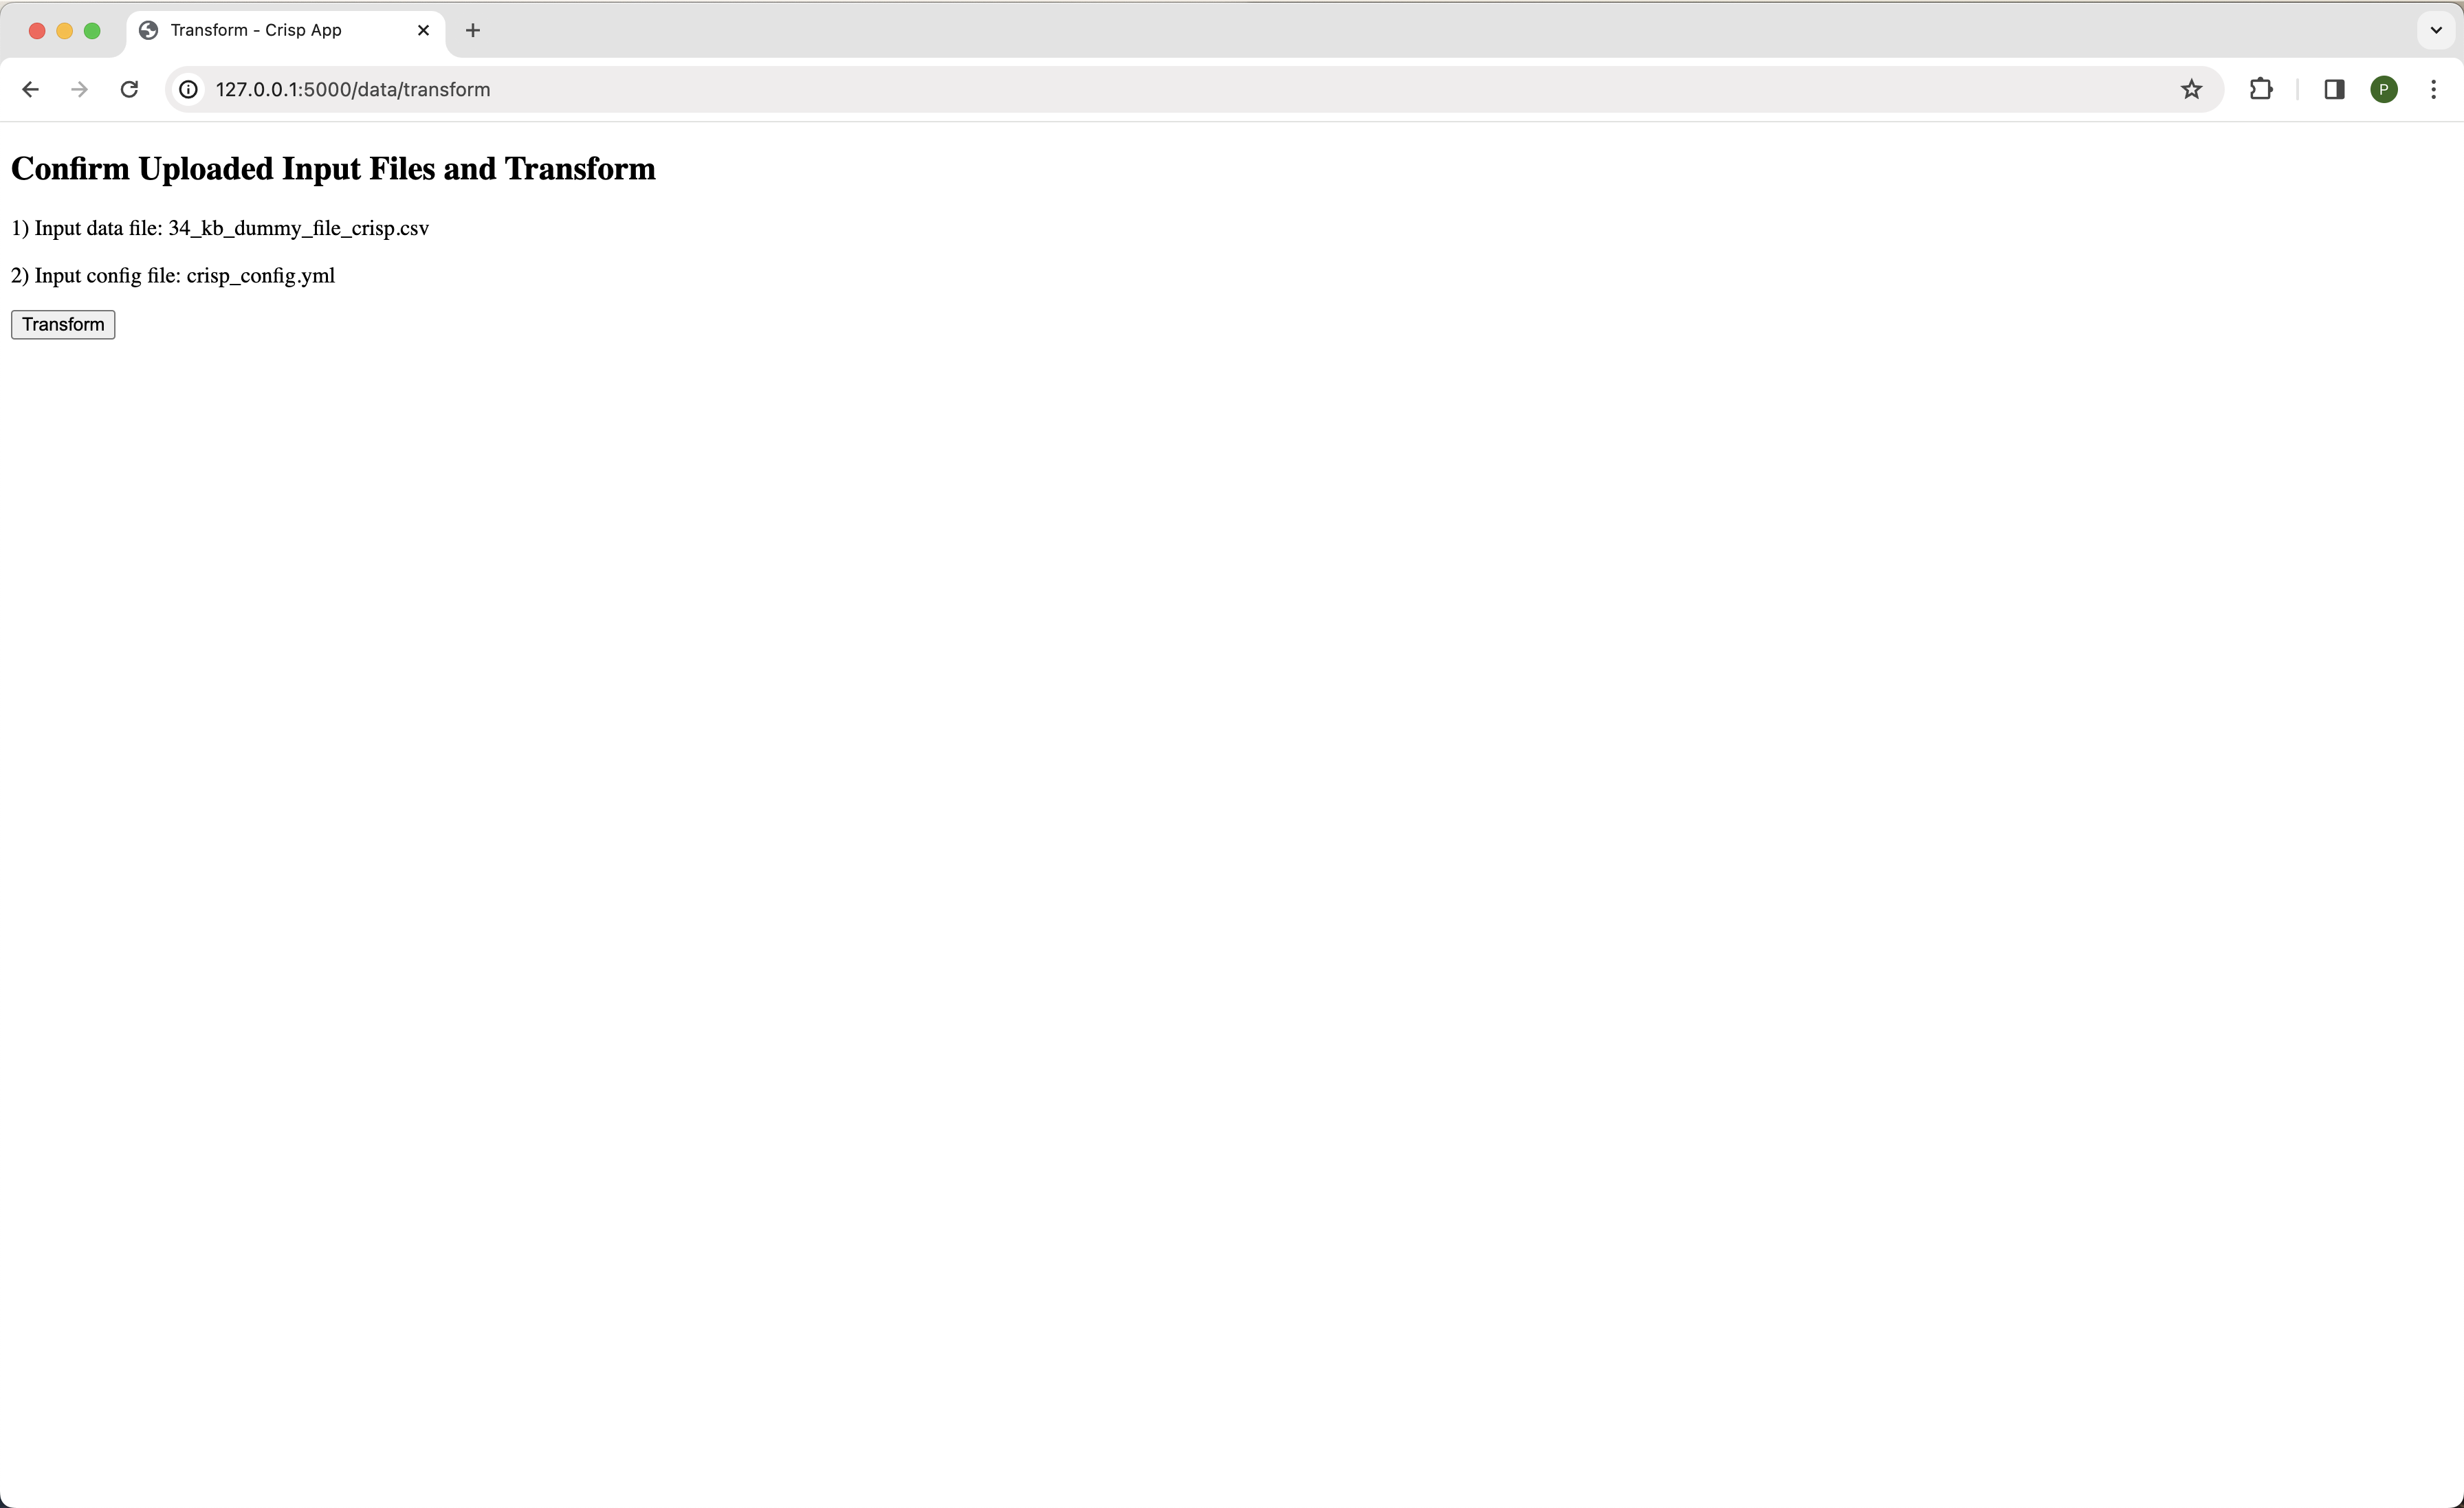 Transform - Crisp App
127.0.0.1:5000/data/transform
P
Confirm Uploaded Input Files and Transform
1) Input data file: 34_kb_dummy_file_crisp.csv
2) Input config file: crisp_config.yml
Transform